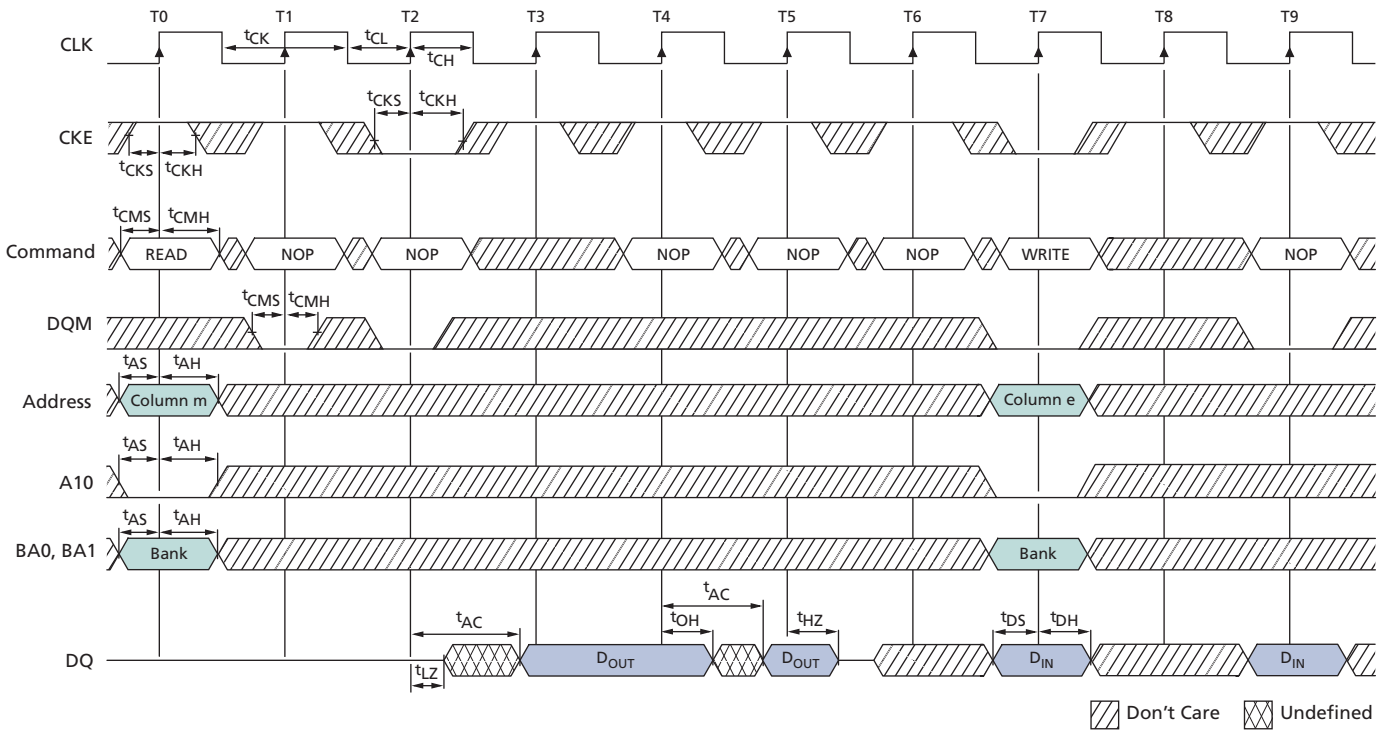 T0 T1 T2 T3 T4 T5 T6 T7 T8 T9
CLK
tCK tCL
tCH
tCKS tCKH
CKE
tCKS tCKH
tCMS tCMH
Command READ NOP NOP NOP NOP NOP WRITE NOP
tCMS tCMH
DQM
tAS tAH
Address Column m Column e
tAS tAH
A10
tAS tAH
BA0, BA1 Bank Bank
tAC tAC
tOH tHZ tDS tDH
DQ DOUT DOUT DIN DIN
tLZ
Don't Care Undefined